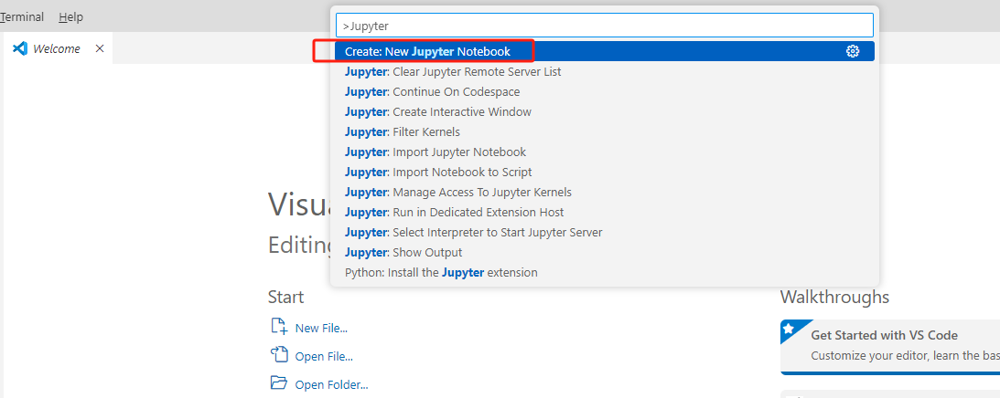 Terminal Help
>Jupyter
Welcome
Create: New Jupyter Notebook
Jupyter: Clear Jupyter Remote Server List
Jupyter: Continue On Codespace
Jupyter: Create Interactive Window
Jupyter: Filter Kernels
Jupyter: Import Jupyter Notebook
Jupyter: Import Notebook to Script
Jupyter: Manage Access To Jupyter Kernels
Jupyter: Run in Dedicated Extension Host
Jupyter: Select Interpreter to Start Jupyter Server
Jupyter: Show Output
Python: Install the Jupyter extension
Visua
Editing
Start
New File...
Open File...
Open Folder...
Walkthroughs
Get Started with VS Code
Customize your editor, learn the bas